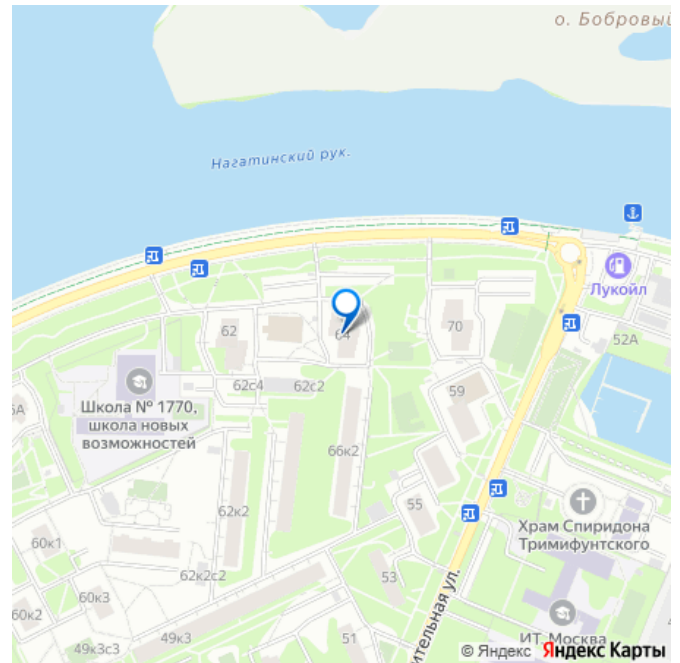 о. Бобровый
Нагатинский рук.
Лукойл
62
64
70
52А
5А
62с4
62с2
59
Школа № 1770,
школа новых
возможностей
66к2
55
62к2
Храм Спиридона
Тримифунтского
60к1
62к2с2
53
60к3
60к2
49к3с3
49к3
51
ительная ул.
ИТ. Москва
© Яндекс Яндекс Карты